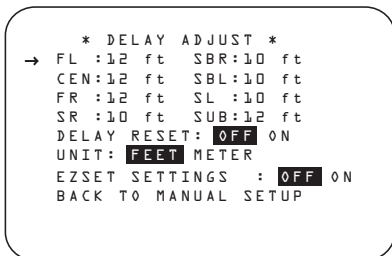 * DELAY ADJUST *
→ FL :12 ft SBR:10 ft
CEN:12 ft SBL:10 ft
FR :12 ft SL :10 ft
SR :10 ft SUB:12 ft
DELAY RESET: OFF ON
UNIT: FEET METER
EZSET SETTINGS : OFF ON
BACK TO MANUAL SETUP